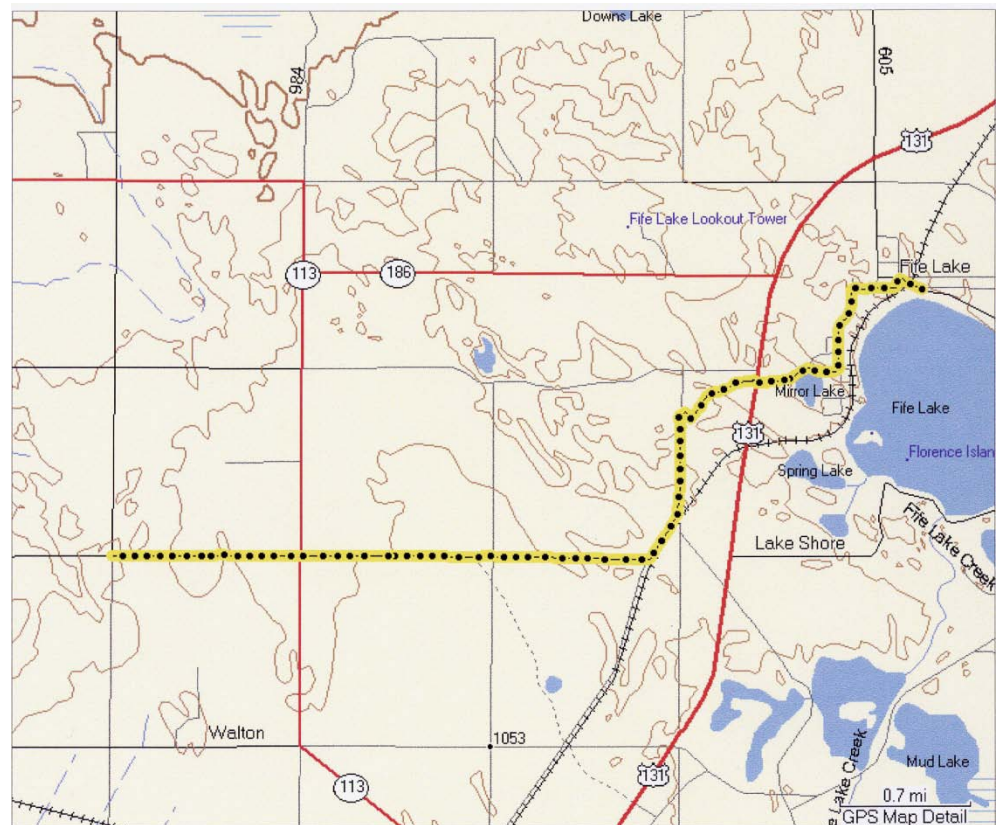 Downs Lake
984
605
131
Fife Lake Lookout Tower
113
186
Fife Lake
Mirror Lake
Fife Lake
131
Spring Lake
Florence Islan
Lake Shore
Fife Lake Creek
Walton
1053
Mud Lake
131
113
e Lake Creek
0.7 mi
GPS Map Detail